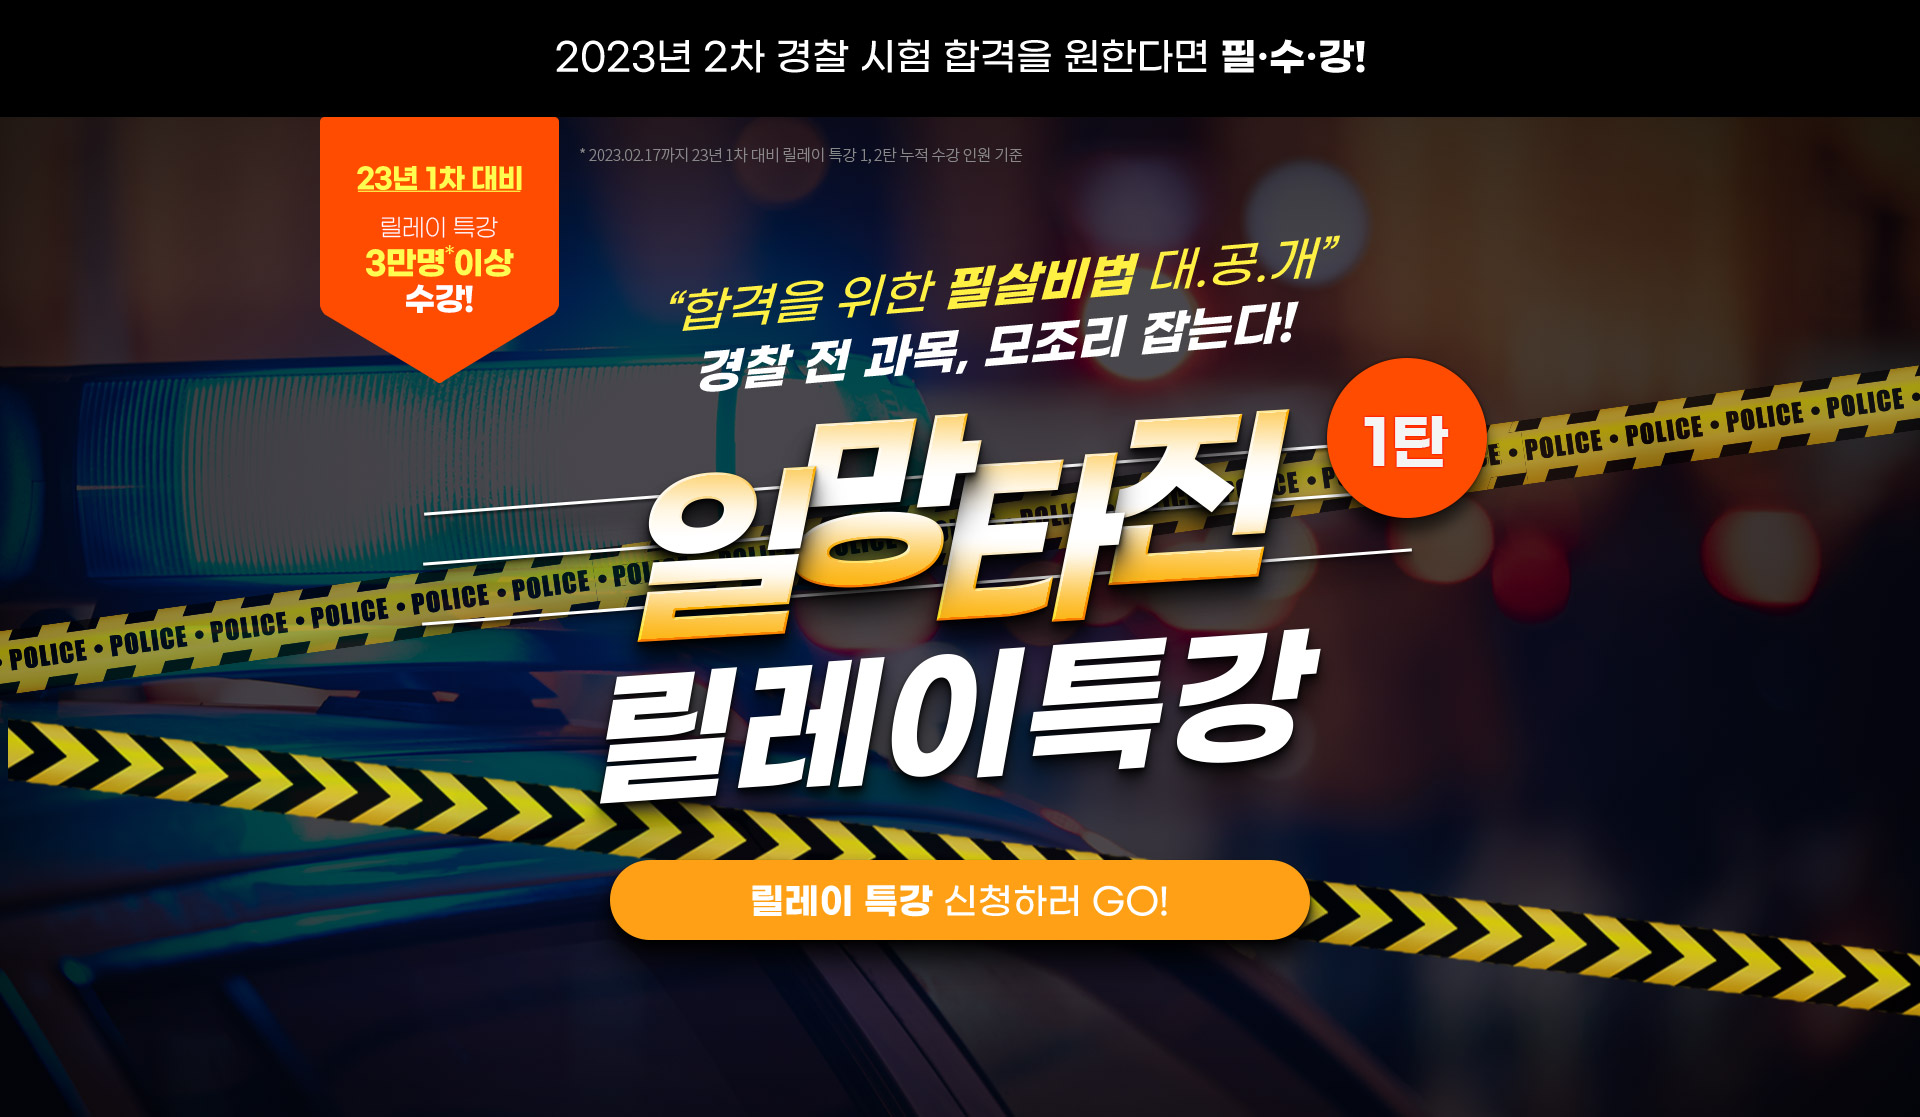 2023년 2차 경찰 시험 합격을 원한다면 필·수·강!
23년 1차 대비
릴레이 특강
3만명*이상
수강!
* 2023.02.17까지 23년 1차 대비 릴레이 특강 1, 2탄 누적 수강 인원 기준
“합격을 위한 필살비법 대.공.개”
경찰 전 과목, 모조리 잡는다!
일망타진
1탄
릴레이특강
POLICE • POLICE • POLICE • POLICE • POLICE • POLICE
POLICE • POLICE • POLICE • POLICE
릴레이 특강 신청하러 GO!